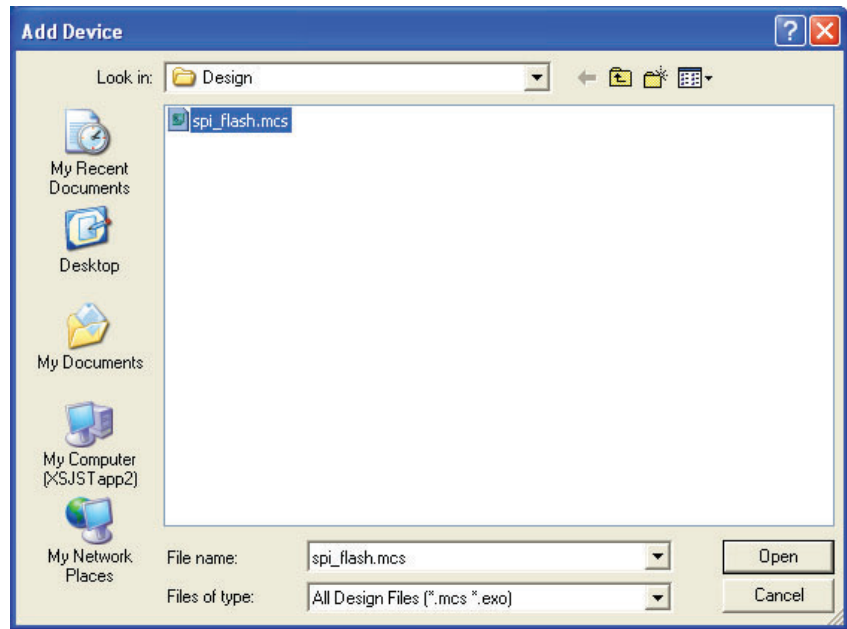 Add Device
Look in:
Design
spi_flash.mcs
My Recent
Documents
Desktop
My Documents
My Computer
(XSJSTapp2)
My Network
Places
File name:
spi_flash.mcs
Open
Files of type:
All Design Files (*.mcs *.exo)
Cancel